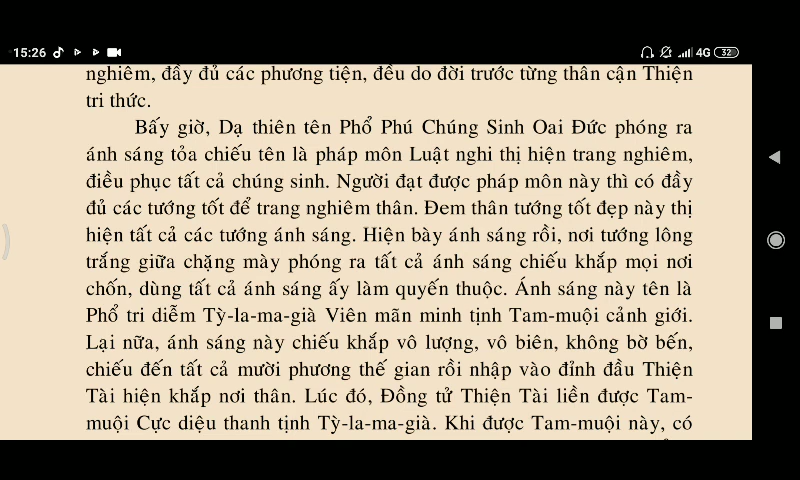 15:26
4G 32
nghiêm, đầy đủ các phương tiện, đều do đời trước từng thân cận Thiện
tri thức.
Bấy giờ, Dạ thiên tên Phổ Phú Chúng Sinh Oai Đức phóng ra
ánh sáng tỏa chiếu tên là pháp môn Luật nghi thị hiện trang nghiêm,
điều phục tất cả chúng sinh. Người đạt được pháp môn này thì có đầy
đủ các tướng tốt để trang nghiêm thân. Đem thân tướng tốt đẹp này thị
hiện tất cả các tướng ánh sáng. Hiện bày ánh sáng rồi, nơi tướng lông
trắng giữa chặng mày phóng ra tất cả ánh sáng chiếu khắp mọi nơi
chốn, dùng tất cả ánh sáng ấy làm quyến thuộc. Ánh sáng này tên là
Phổ tri diễm Tỳ-la-ma-già Viên mãn minh tịnh Tam-muội cảnh giới.
Lại nữa, ánh sáng này chiếu khắp vô lượng, vô biên, không bờ bến,
chiếu đến tất cả mười phương thế gian rồi nhập vào đỉnh đầu Thiện
Tài hiện khắp nơi thân. Lúc đó, Đồng tử Thiện Tài liền được Tam-
muội Cực diệu thanh tịnh Tỳ-la-ma-già. Khi được Tam-muội này, có